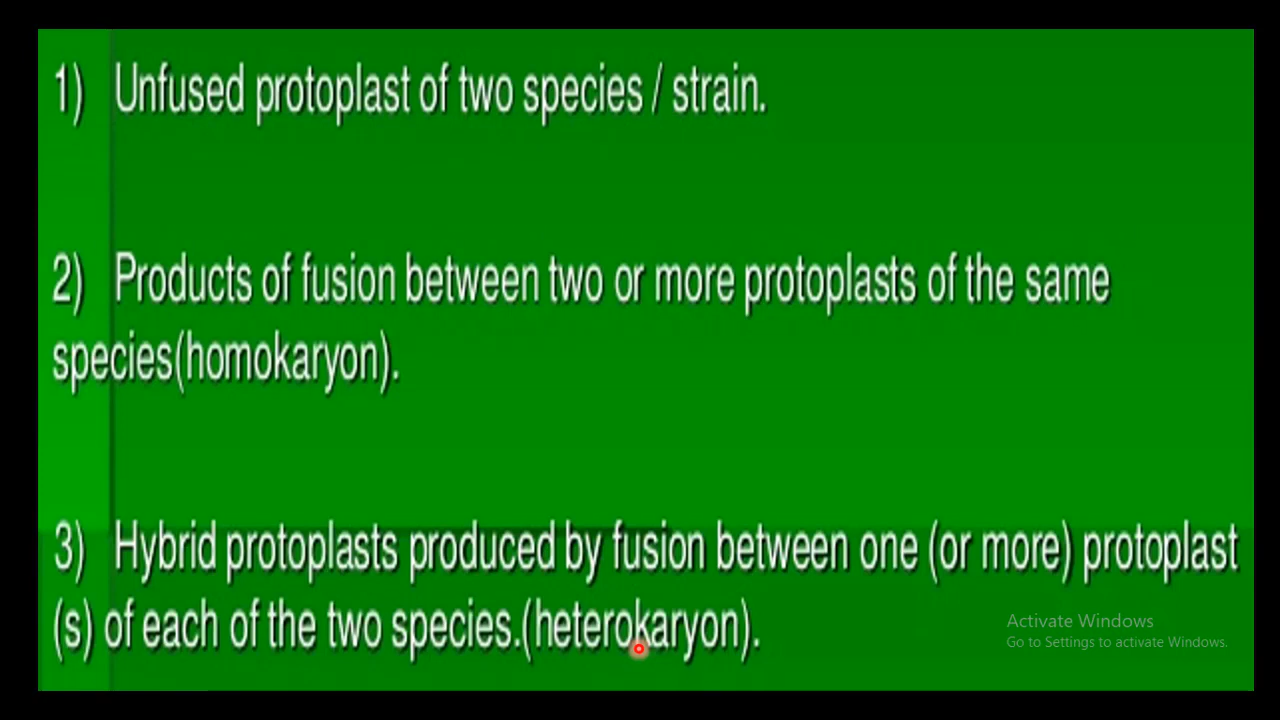 1) Unfused protoplast of two species / strain.
2) Products of fusion between two or more protoplasts of the same
species(homokaryon).
3) Hybrid protoplasts produced by fusion between one (or more) protoplast
(s) of each of the two species.(heterokaryon).
Activate Windows
Go to Settings to activate Windows.